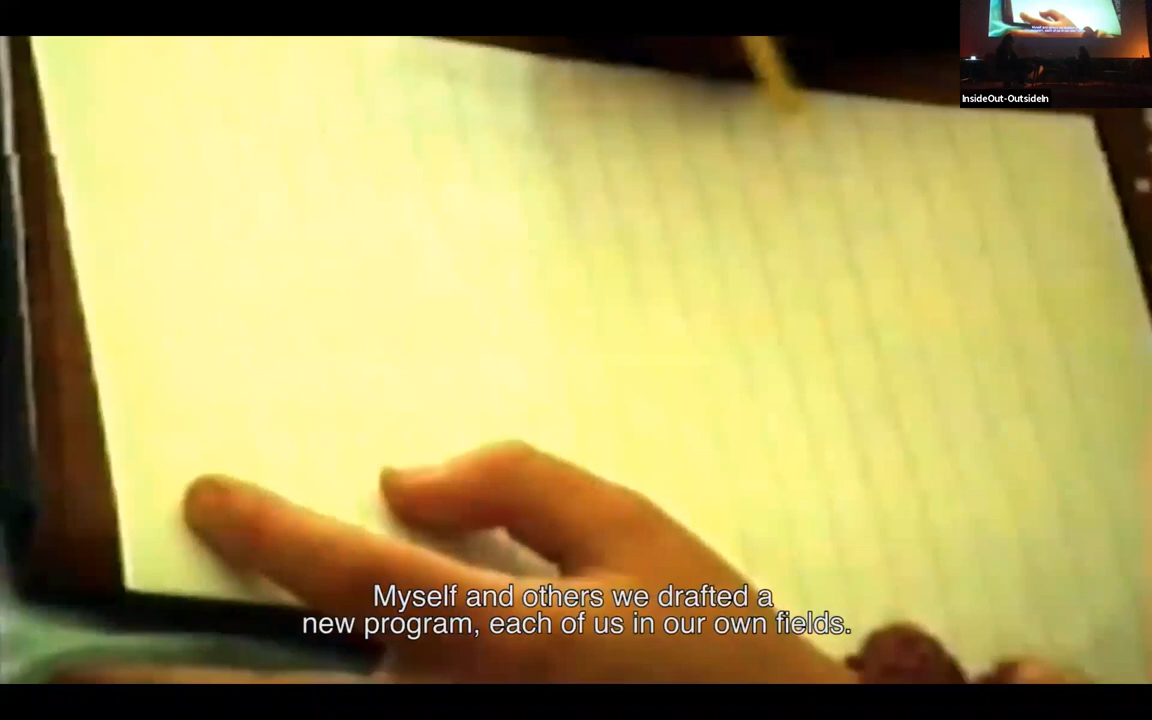 InsideOut-OutsideIn
Myself and others we drafted a
new program, each of us in our own fields.